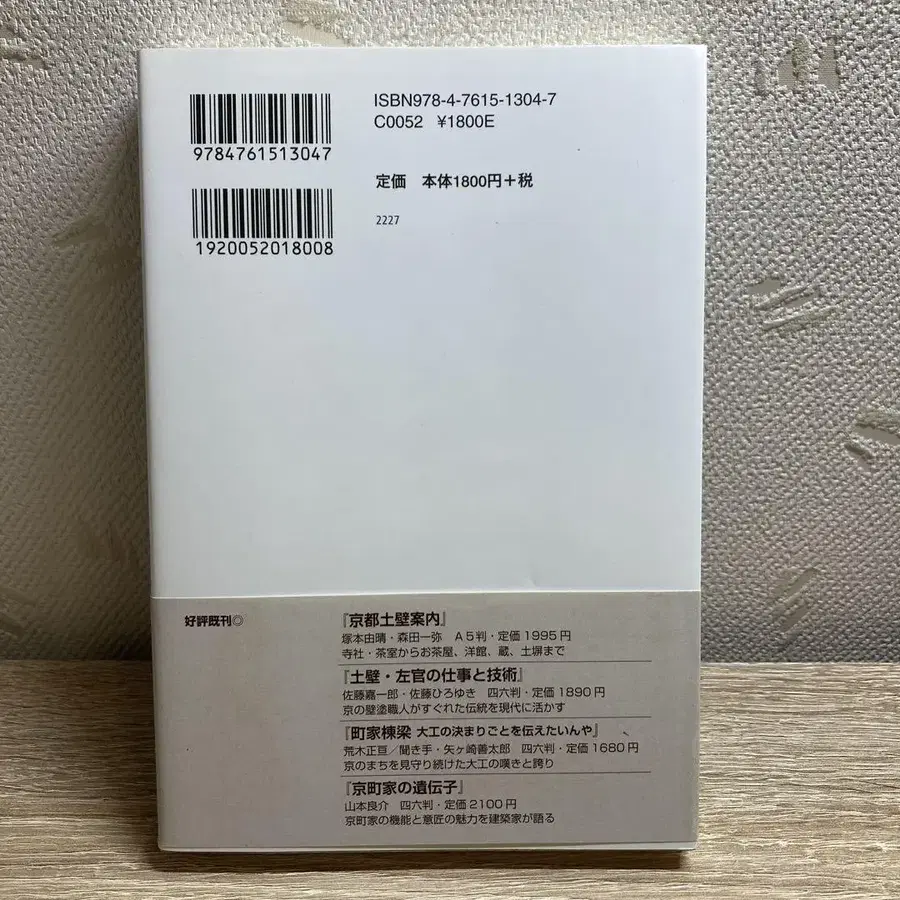 ISBN978-4-7615-1304-7
C0052 ¥1800E
9784761513047
定価 本体1800円+税
1920052018008
2227
好評既刊◎
『京都土壁案内』
塚本由晴・森田一弥 A5判・定価1995円
寺社・茶室からお茶屋、洋館、蔵、土塀まで
『土壁・左官の仕事と技術』
佐藤嘉一郎・佐藤ひろゆき 四六判・定価1890円
京の壁塗職人がすぐれた伝統を現代に活かす
『町家棟梁 大工の決まりごとを伝えたいんや』
荒木正亘/聞き手・矢ヶ崎善太郎 四六判・定価1680円
京のまちを見守り続けた大工の嘆きと誇り
『京町家の遺伝子』
山本良介 四六判・定価2100円
京町家の機能と意匠の魅力を建築家が語る